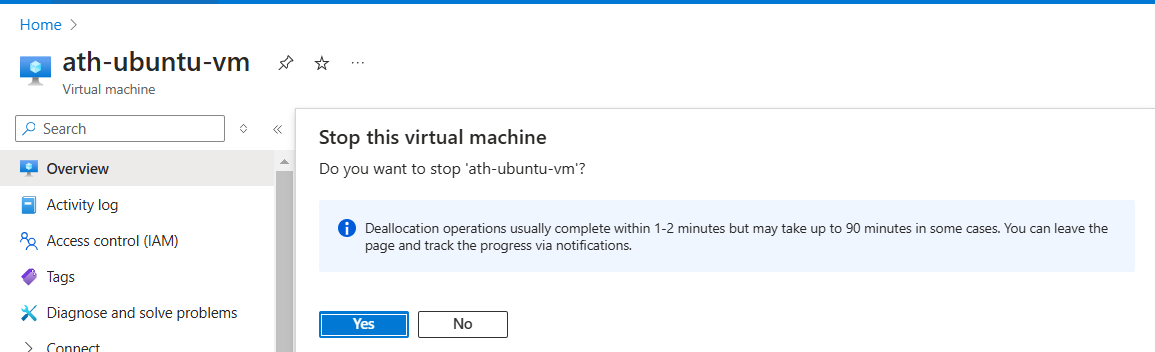 Home
ath-ubuntu-vm
Virtual machine
Search
Overview
Activity log
Access control (IAM)
Tags
Diagnose and solve problems
Connect
Stop this virtual machine
Do you want to stop 'ath-ubuntu-vm'?
Deallocation operations usually complete within 1-2 minutes but may take up to 90 minutes in some cases. You can leave the
page and track the progress via notifications.
Yes
No